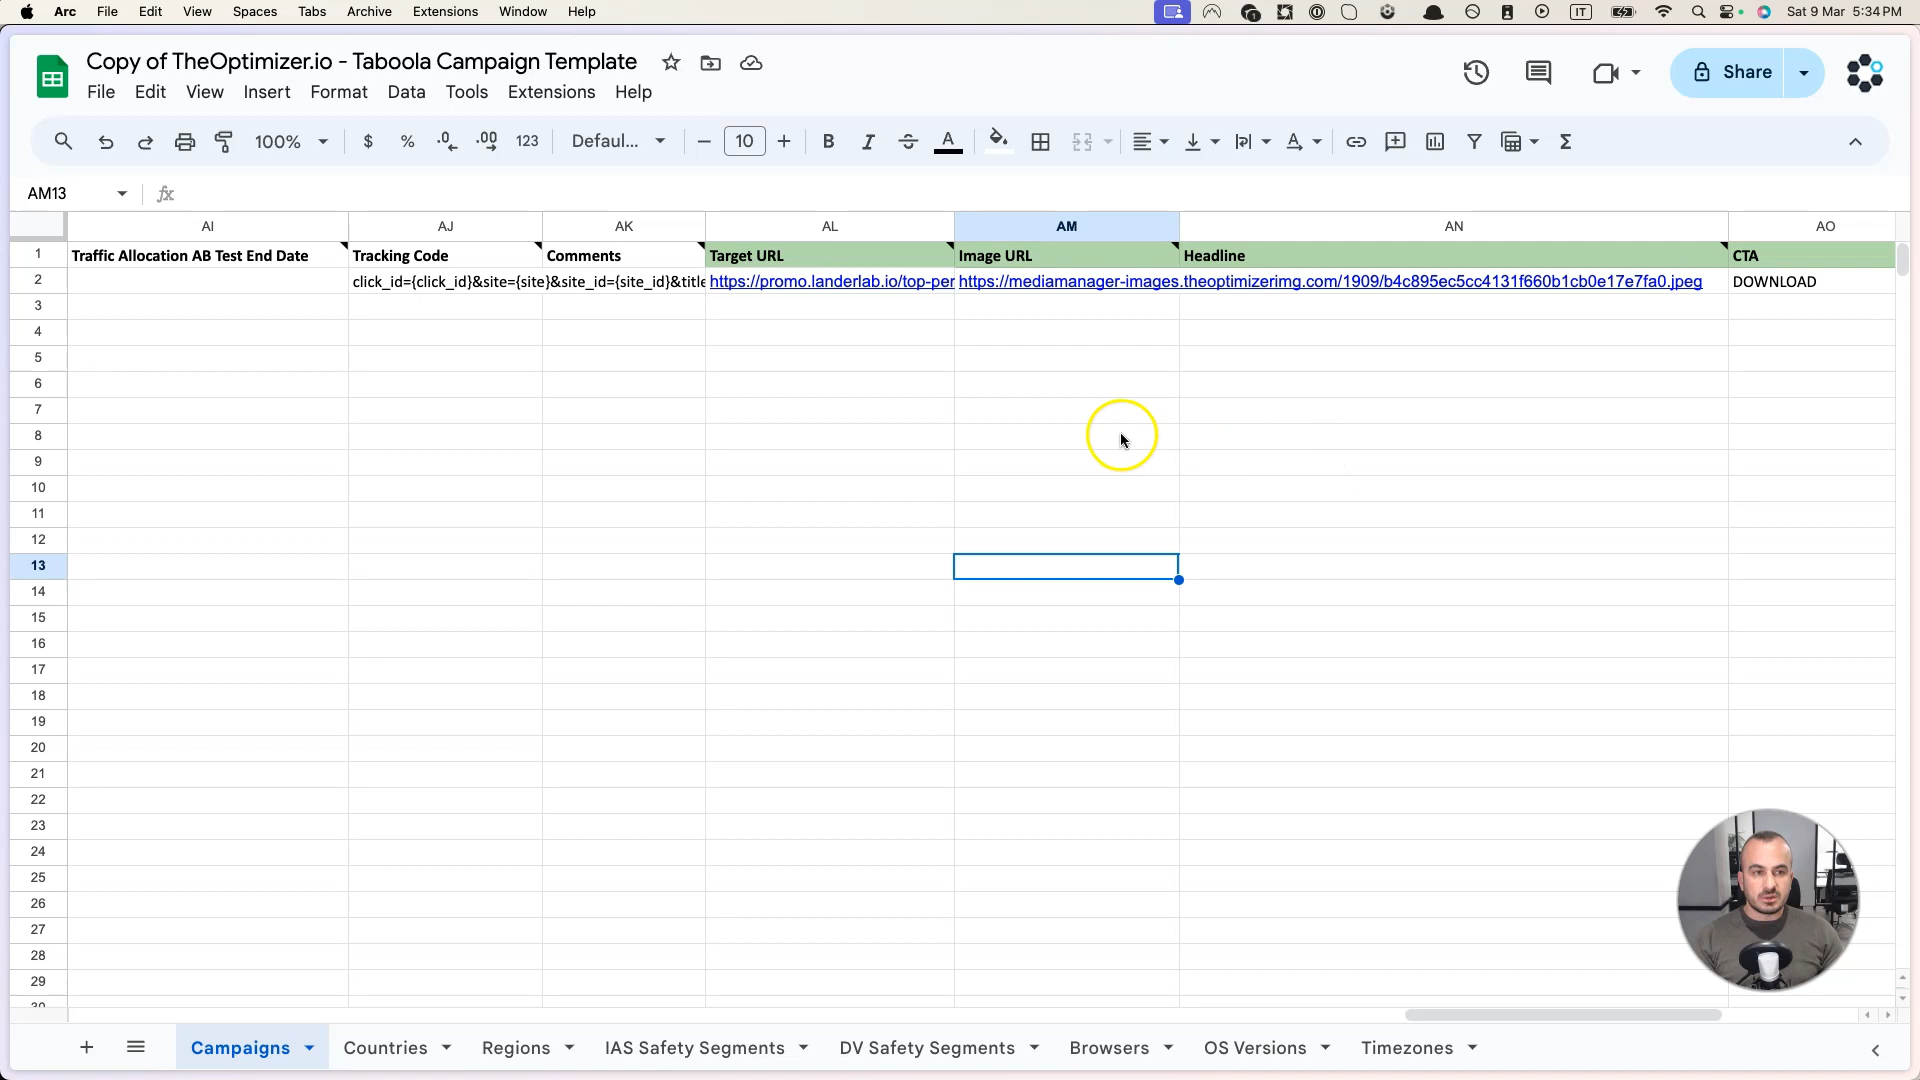 Arc File Edit View Spaces Tabs Archive Extensions Window Help IT Sat 9 Mar 5:34 PM
Copy of TheOptimizer.io - Taboola Campaign Template
File Edit View Insert Format Data Tools Extensions Help
Share
100% $ % .0 .00 123 Defaul... 10 B I A
AM13 fx
AI AJ AK AL AM AN AO
1 Traffic Allocation AB Test End Date Tracking Code Comments Target URL Image URL Headline CTA
2 click_id={click_id}&site={site}&site_id={site_id}&title https://promo.landerlab.io/top-per https://mediamanager-images.theoptimizerimg.com/1909/b4c895ec5cc4131f660b1cb0e17e7fa0.jpeg DOWNLOAD
3
4
5
6
7
8
9
10
11
12
13
14
15
16
17
18
19
20
21
22
23
24
25
26
27
28
29
30
Campaigns Countries Regions IAS Safety Segments DV Safety Segments Browsers OS Versions Timezones